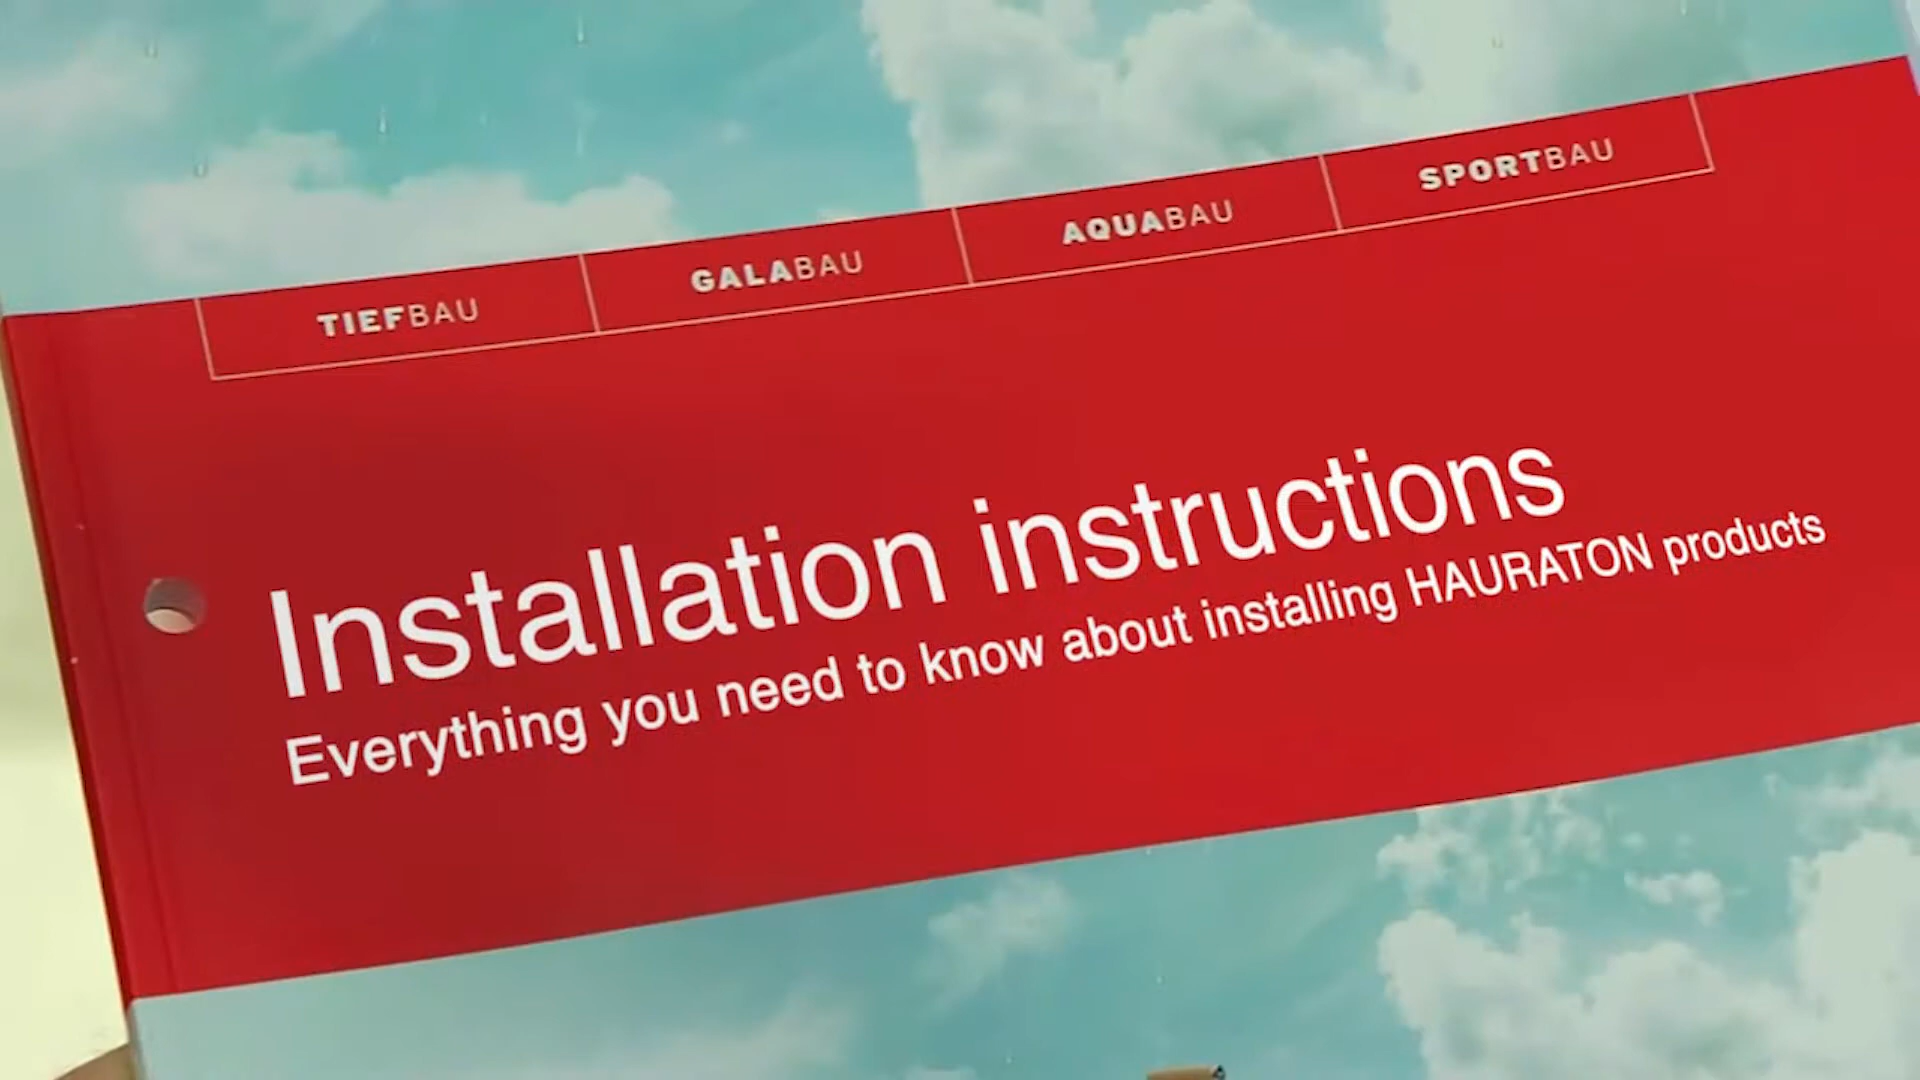 TIEFBAU GALABAU AQUABAU SPORTBAU
Installation instructions
Everything you need to know about installing HAURATON products